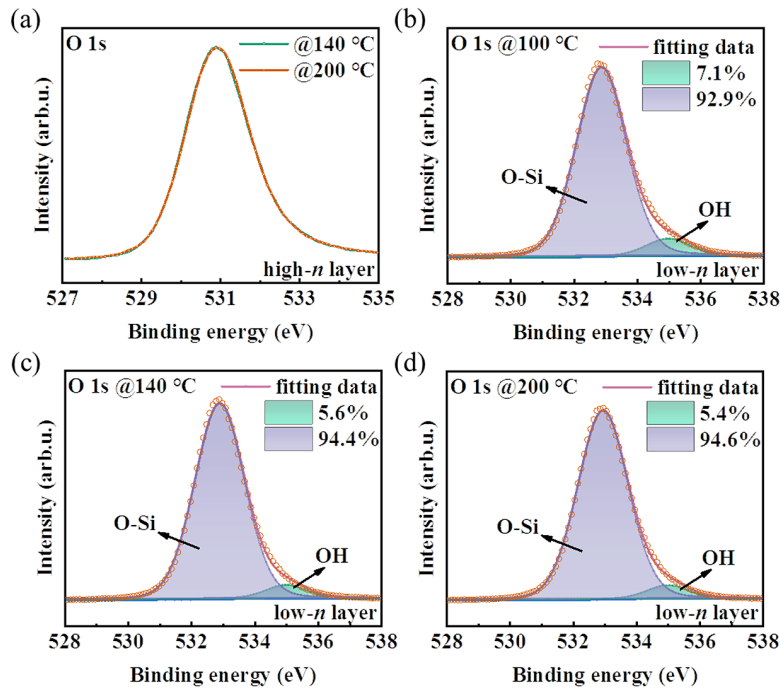 (a)
O 1s
@140 °C
@200 °C
Intensity (arb.u.)
high-n layer
527 529 531 533 535
Binding energy (eV)
(b)
O 1s @100 °C
fitting data
7.1%
92.9%
O-Si
OH
Intensity (arb.u.)
low-n layer
528 530 532 534 536 538
Binding energy (eV)
(c)
O 1s @140 °C
fitting data
5.6%
94.4%
O-Si
OH
Intensity (arb.u.)
low-n layer
528 530 532 534 536 538
Binding energy (eV)
(d)
O 1s @200 °C
fitting data
5.4%
94.6%
O-Si
OH
Intensity (arb.u.)
low-n layer
528 530 532 534 536 538
Binding energy (eV)